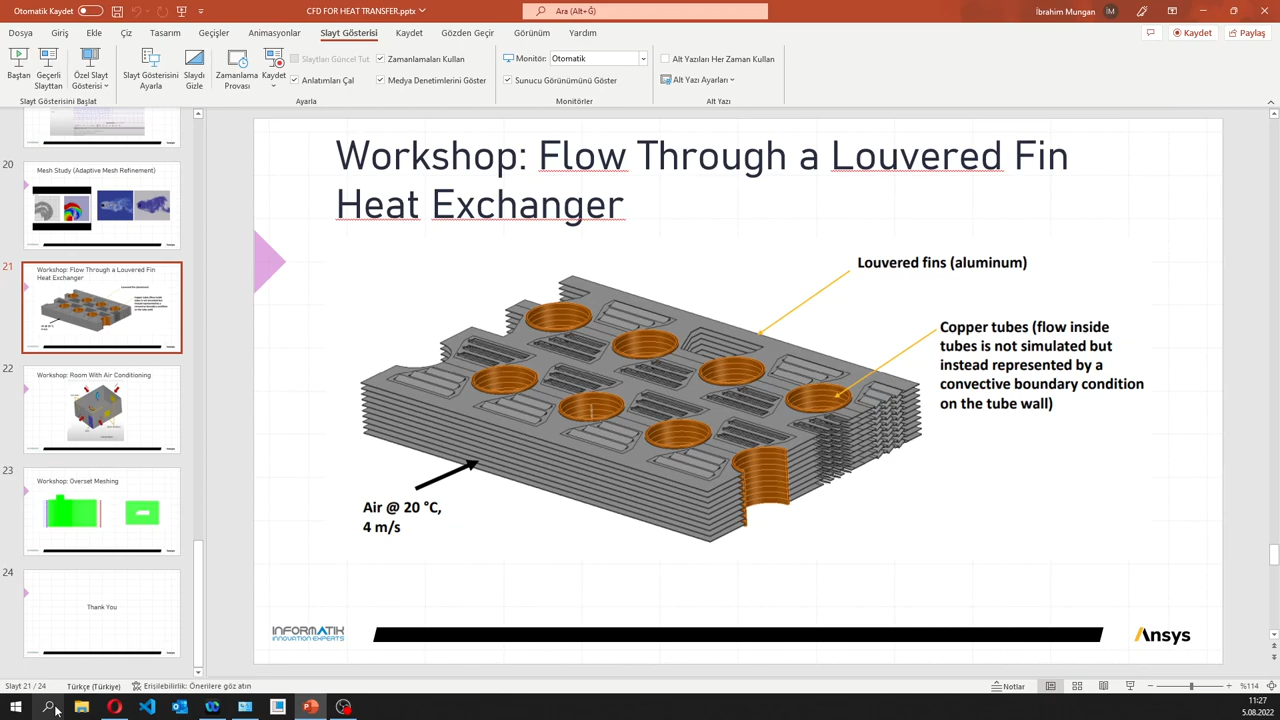 Otomatik Kaydet
CFD FOR HEAT TRANSFER.pptx
Ara (Alt+Ğ)
İbrahim Mungan
İM
Dosya
Giriş
Ekle
Çiz
Tasarım
Geçişler
Animasyonlar
Slayt Gösterisi
Kaydet
Gözden Geçir
Görünüm
Yardım
Kaydet
Paylaş
Baştan
Geçerli
Slayttan
Özel Slayt
Gösterisi
Slayt Gösterisini
Ayarla
Slaydı
Gizle
Zamanlama
Provası
Kaydet
Slaytları Güncel Tut
Anlatımları Çal
Zamanlamaları Kullan
Medya Denetimlerini Göster
Monitör:
Otomatik
Sunucu Görünümünü Göster
Alt Yazıları Her Zaman Kullan
Alt Yazı Ayarları
Slayt Gösterisini Başlat
Ayarla
Monitörler
Alt Yazı
20
Mesh Study (Adaptive Mesh Refinement)
21
Workshop: Flow Through a Louvered Fin
Heat Exchanger
22
Workshop: Room With Air Conditioning
23
Workshop: Overset Meshing
24
Thank You
Workshop: Flow Through a Louvered Fin
Heat Exchanger
Louvered fins (aluminum)
Copper tubes (flow inside
tubes is not simulated but
instead represented by a
convective boundary condition
on the tube wall)
Air @ 20 °C,
4 m/s
INFORMATIK
INNOVATION EXPERTS
Ansys
Slayt 21 / 24
Türkçe (Türkiye)
Erişilebilirlik: Önerilere göz atın
Notlar
%114
11:27
5.08.2022